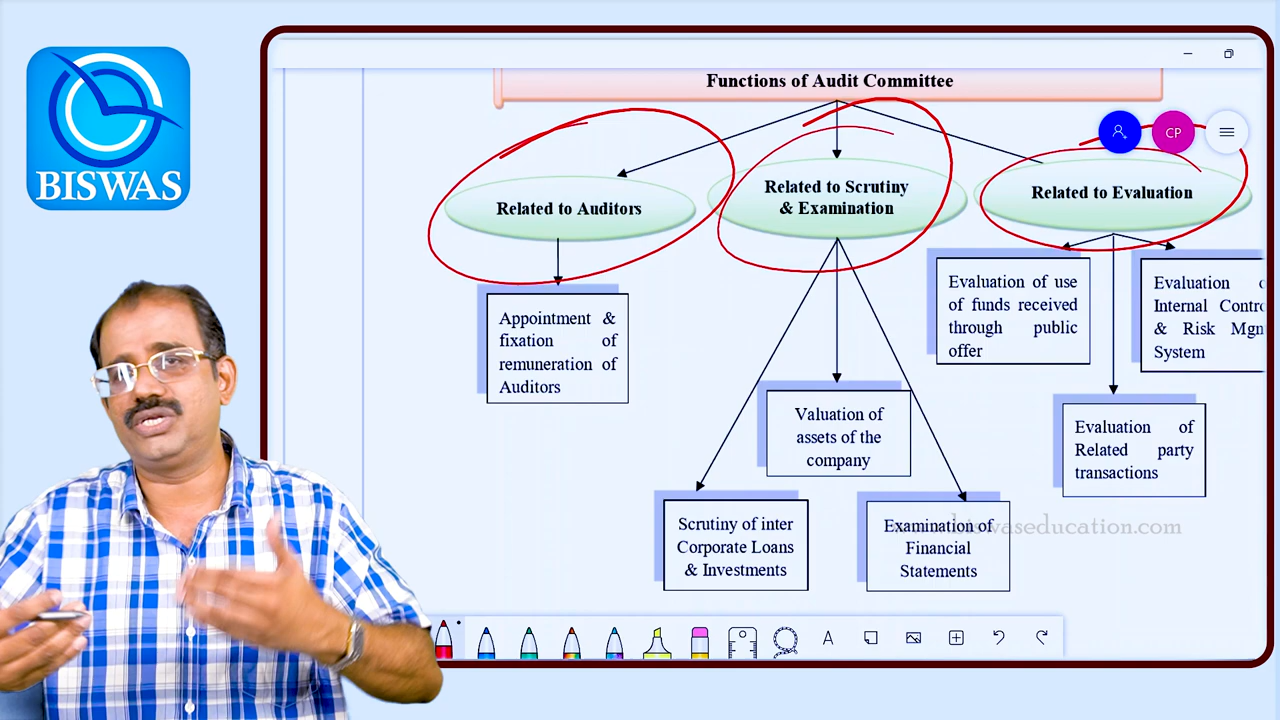 BISWAS
Functions of Audit Committee
CP
Related to Auditors
Related to Scrutiny
& Examination
Related to Evaluation
Appointment &
fixation of
remuneration of
Auditors
Valuation of
assets of the
company
Scrutiny of inter
Corporate Loans
& Investments
Examination of
Financial
Statements
Evaluation of use
of funds received
through public
offer
Evaluation o
Internal Contro
& Risk Mgn
System
Evaluation of
Related party
transactions
biswaseducation.com
A